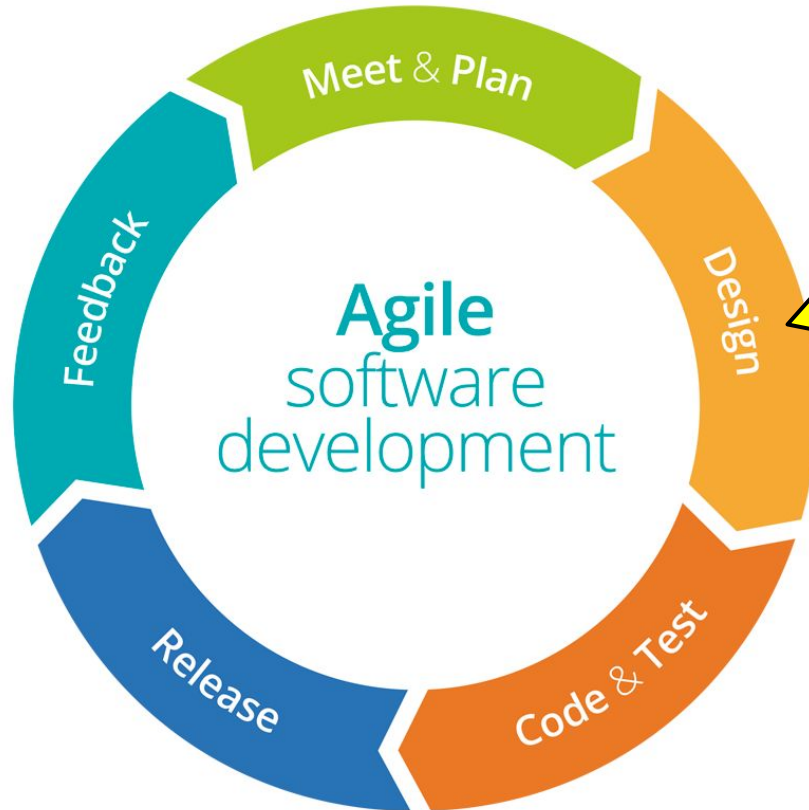 Meet & Plan
Design
Code & Test
Release
Feedback
Agile
software
development